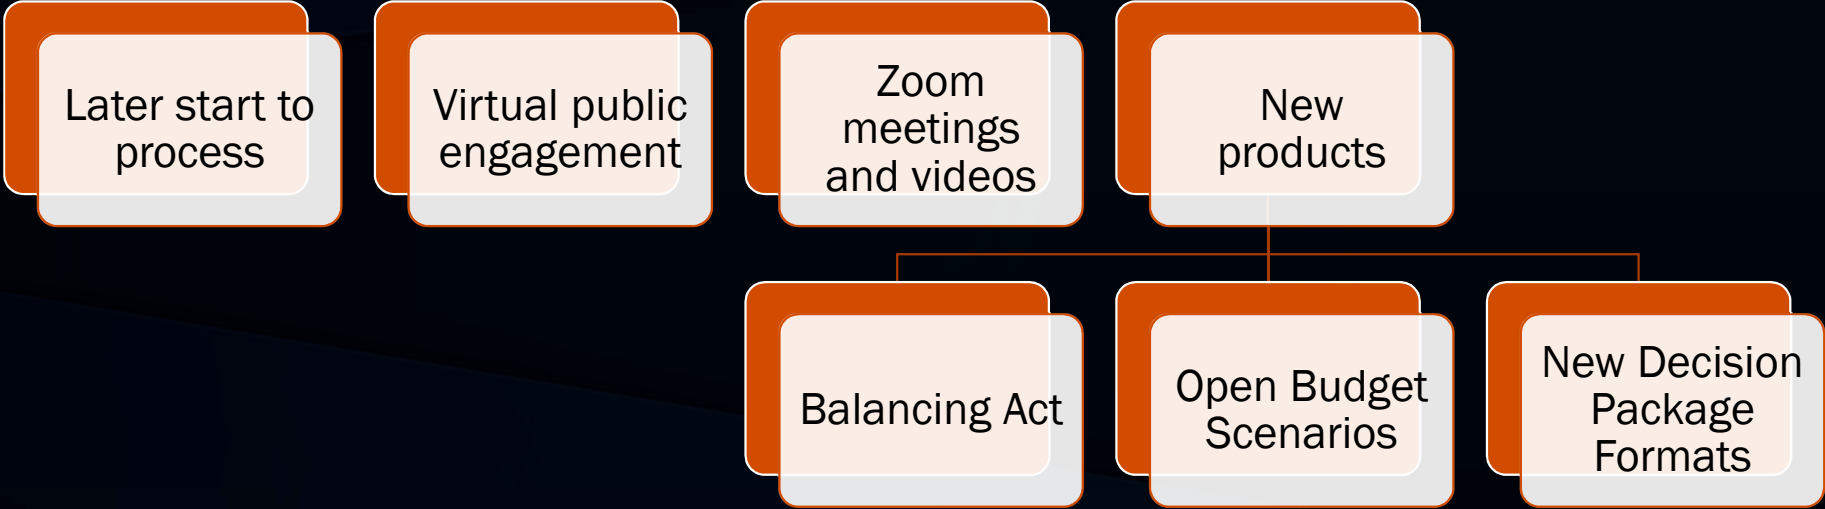 Later start to
process
Virtual public
engagement
Zoom
meetings
and videos
New
products
Balancing Act
Open Budget
Scenarios
New Decision
Package
Formats